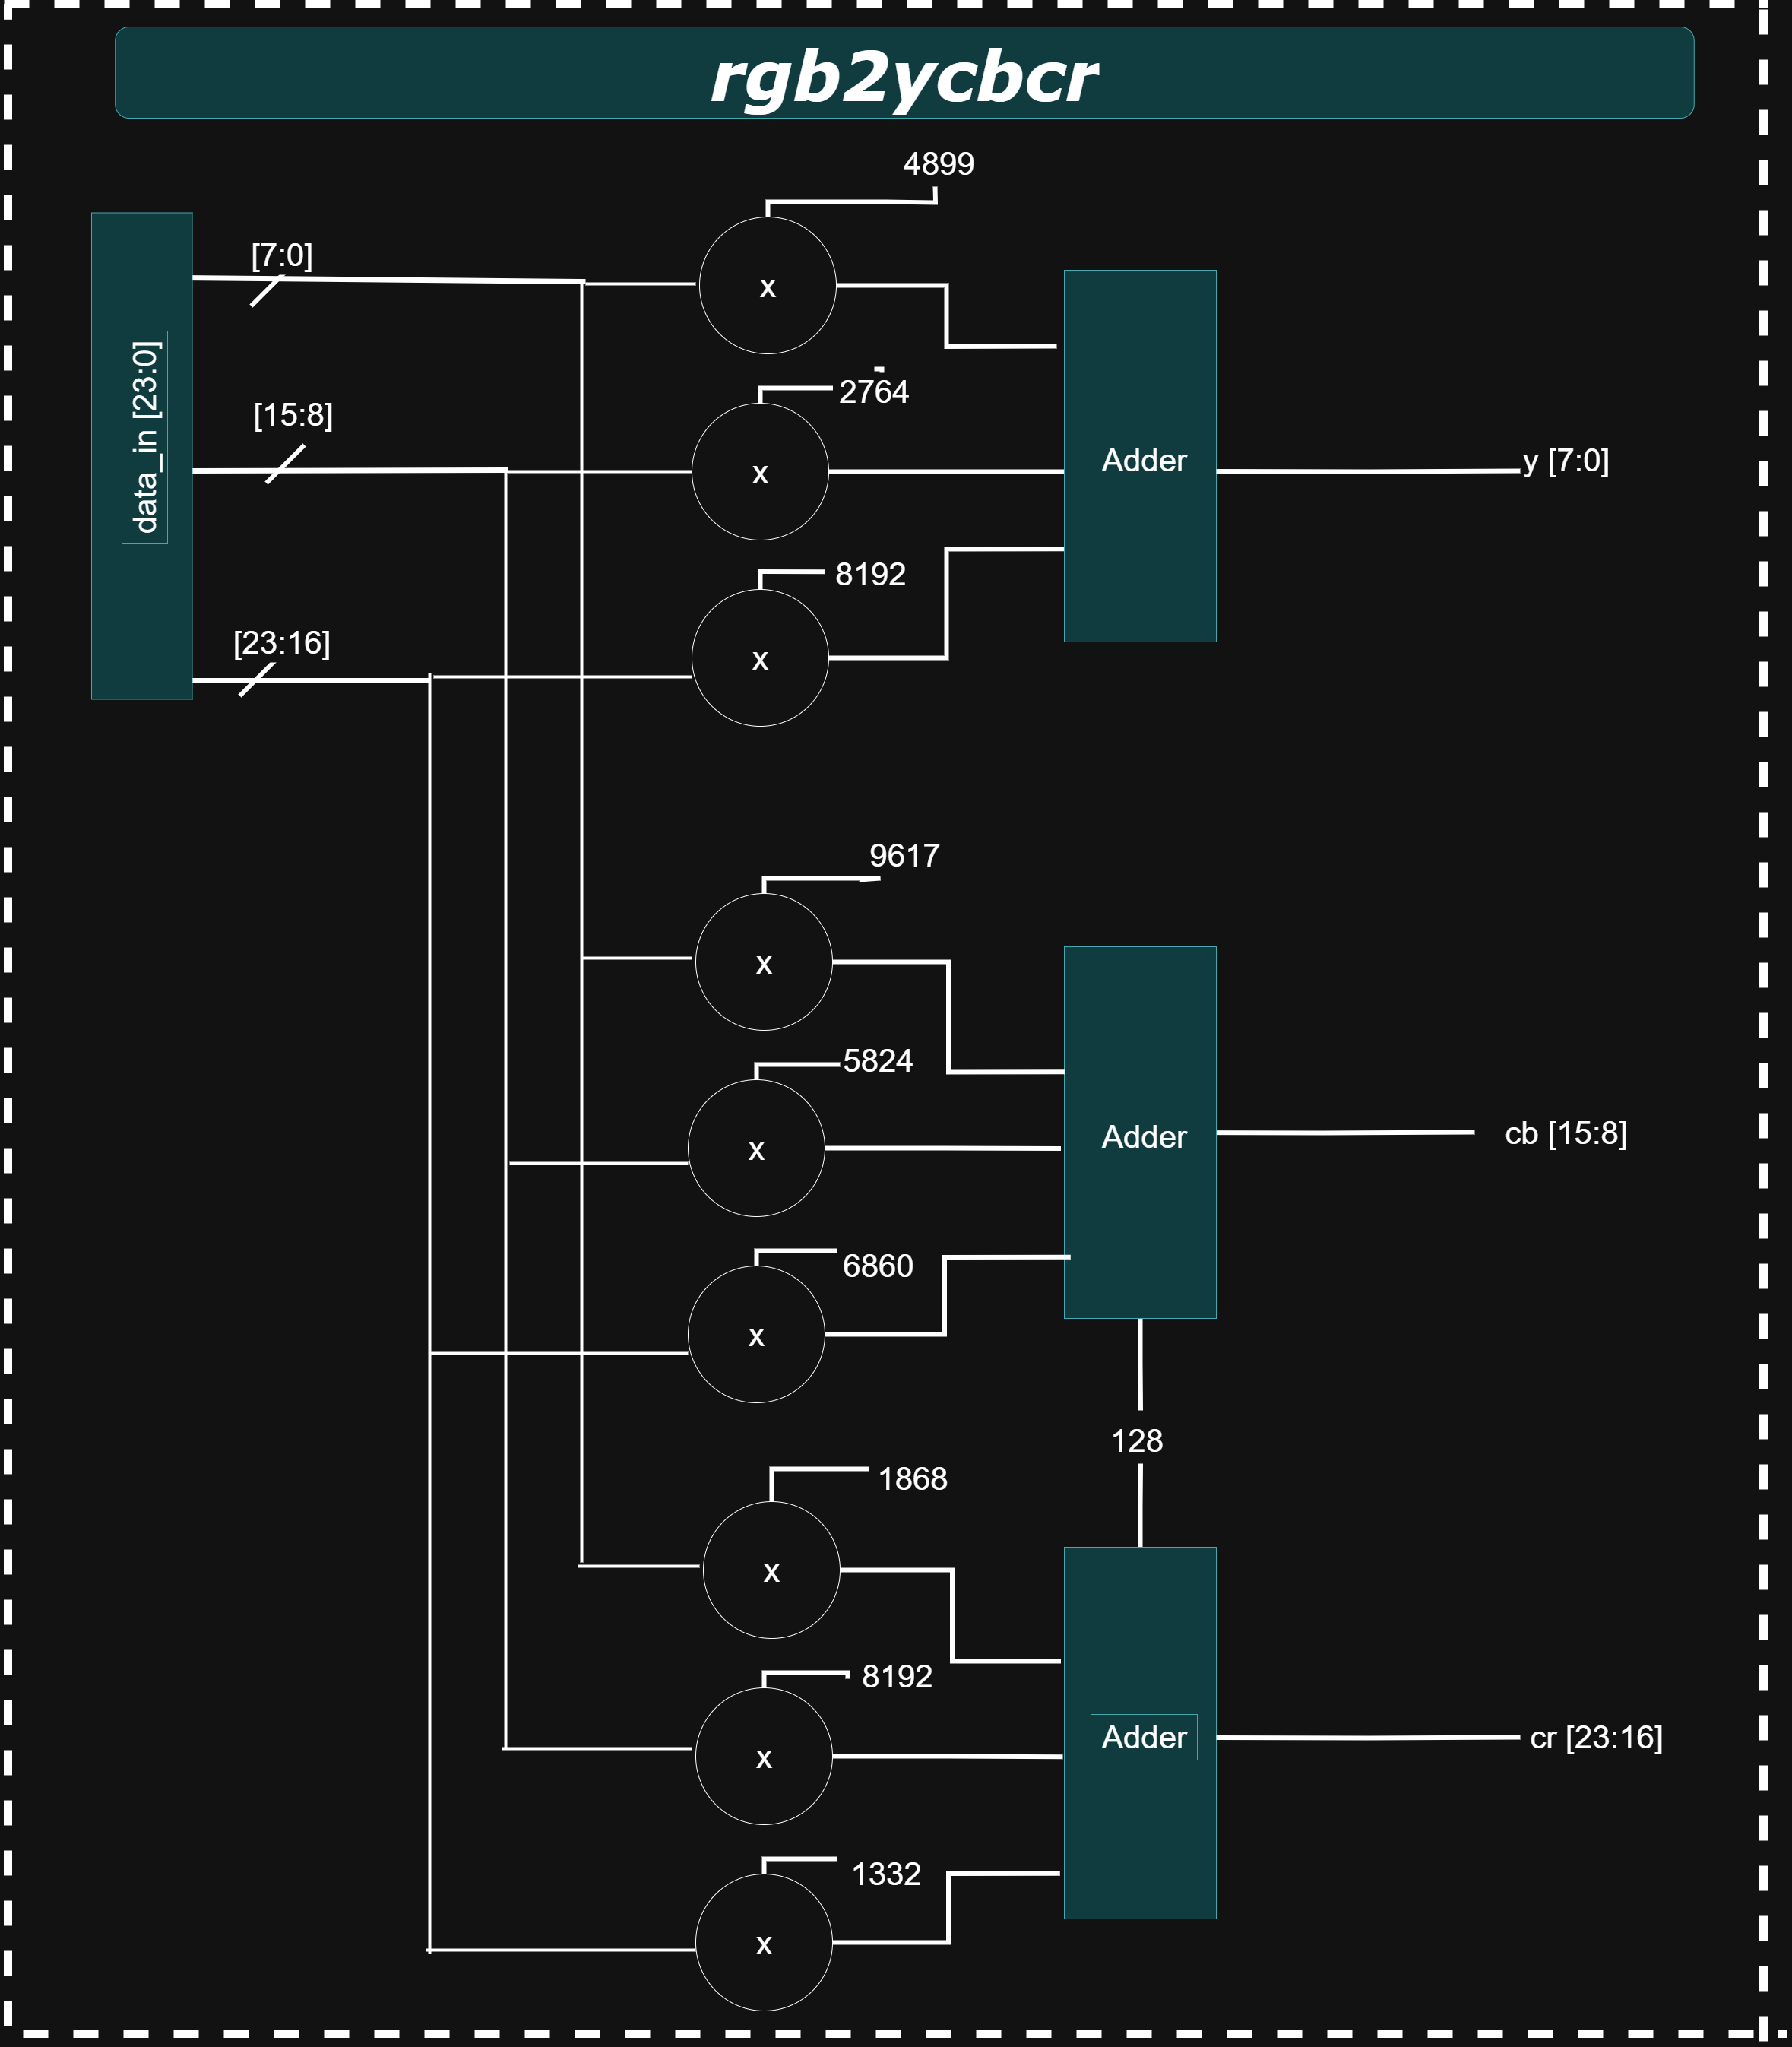 rgb2ycbcr
4899
[7:0]
x
2764
data_in [23:0]
[15:8]
x
Adder
y [7:0]
8192
[23:16]
x
9617
x
5824
x
Adder
cb [15:8]
6860
x
128
1868
x
8192
x
Adder
cr [23:16]
1332
x